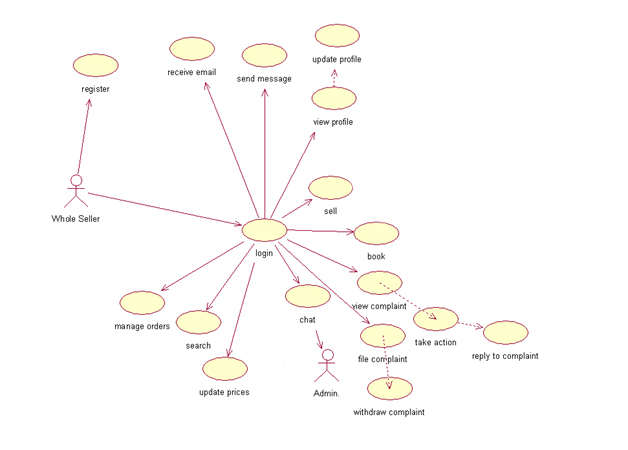 update profile
receive email
send message
register
view profile
sell
Whole Seller
login
book
view complaint
manage orders
chat
search
take action
file complaint
reply to complaint
update prices
Admin.
withdraw complaint